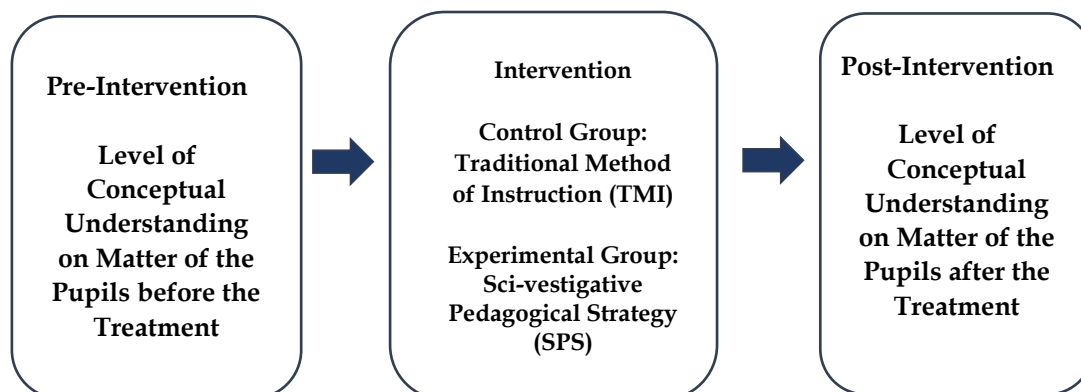 Pre-Intervention
Level of
Conceptual
Understanding
on Matter of the
Pupils before the
Treatment
Intervention
Control Group:
Traditional Method
of Instruction (TMI)
Experimental Group:
Sci-vestigative
Pedagogical Strategy
(SPS)
Post-Intervention
Level of
Conceptual
Understanding
on Matter of the
Pupils after the
Treatment